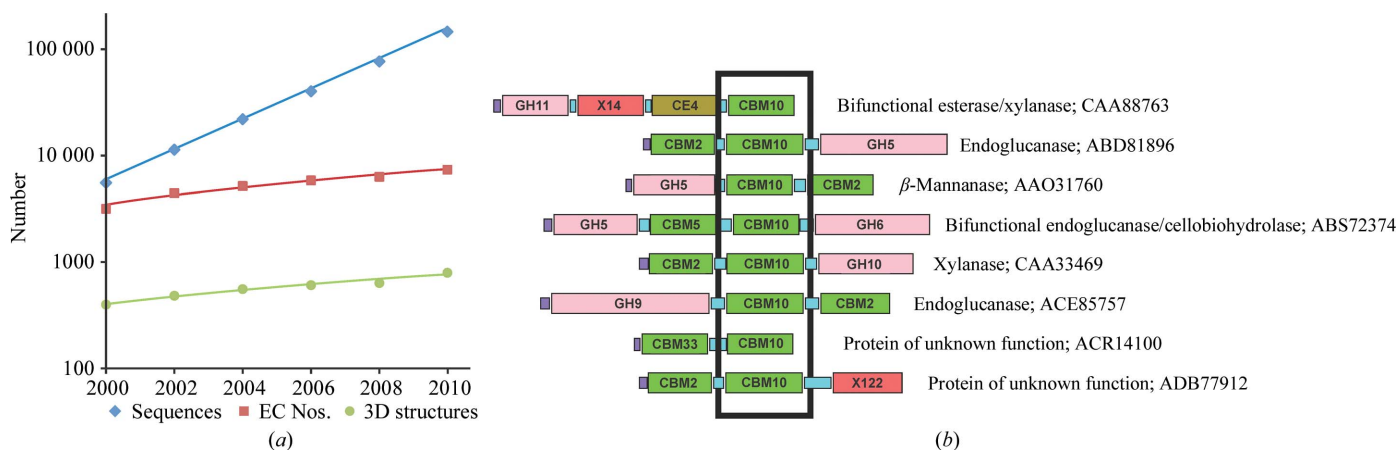 100 000
10 000
1000
100
Number
2000 2002 2004 2006 2008 2010
Sequences EC Nos. 3D structures
(a)
GH11 X14 CE4 CBM10 Bifunctional esterase/xylanase; CAA88763
CBM2 CBM10 GH5 Endoglucanase; ABD81896
GH5 CBM10 CBM2 β-Mannanase; AAO31760
GH5 CBM5 CBM10 GH6 Bifunctional endoglucanase/cellobiohydrolase; ABS72374
CBM2 CBM10 GH10 Xylanase; CAA33469
GH9 CBM10 CBM2 Endoglucanase; ACE85757
CBM33 CBM10 Protein of unknown function; ACR14100
CBM2 CBM10 X122 Protein of unknown function; ADB77912
(b)